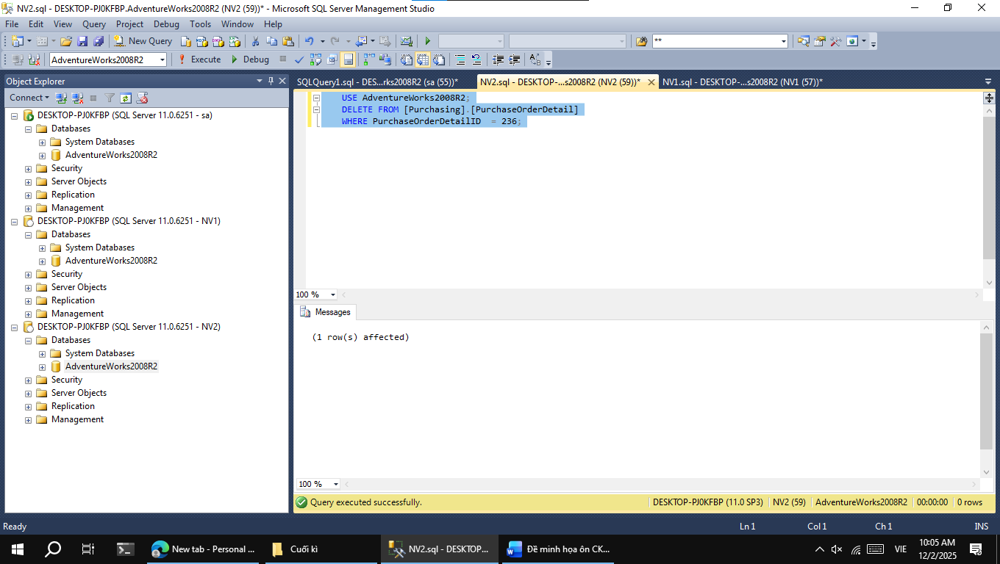 NV2.sql - DESKTOP-PJ0KFBP.AdventureWorks2008R2 (NV2 (59))* - Microsoft SQL Server Management Studio
File Edit View Query Project Debug Tools Window Help
New Query
**
AdventureWorks2008R2
Execute
Debug
Object Explorer
Connect
DESKTOP-PJ0KFBP (SQL Server 11.0.6251 - sa)
Databases
System Databases
AdventureWorks2008R2
Security
Server Objects
Replication
Management
DESKTOP-PJ0KFBP (SQL Server 11.0.6251 - NV1)
Databases
System Databases
AdventureWorks2008R2
Security
Server Objects
Replication
Management
DESKTOP-PJ0KFBP (SQL Server 11.0.6251 - NV2)
Databases
System Databases
AdventureWorks2008R2
Security
Server Objects
Replication
Management
SQLQuery1.sql - DES...rks2008R2 (sa (55))*
NV2.sql - DESKTOP-...s2008R2 (NV2 (59))*
NV1.sql - DESKTOP-...s2008R2 (NV1 (57))*
USE AdventureWorks2008R2;
DELETE FROM [Purchasing].[PurchaseOrderDetail]
WHERE PurchaseOrderDetailID = 236;
100 %
Messages
(1 row(s) affected)
100 %
Query executed successfully.
DESKTOP-PJ0KFBP (11.0 SP3)
NV2 (59)
AdventureWorks2008R2
00:00:00
0 rows
Ready
Ln 1
Col 1
Ch 1
INS
New tab - Personal ...
Cuối kì
NV2.sql - DESKTOP...
Đề minh họa ôn CK...
VIE
10:05 AM
12/2/2025